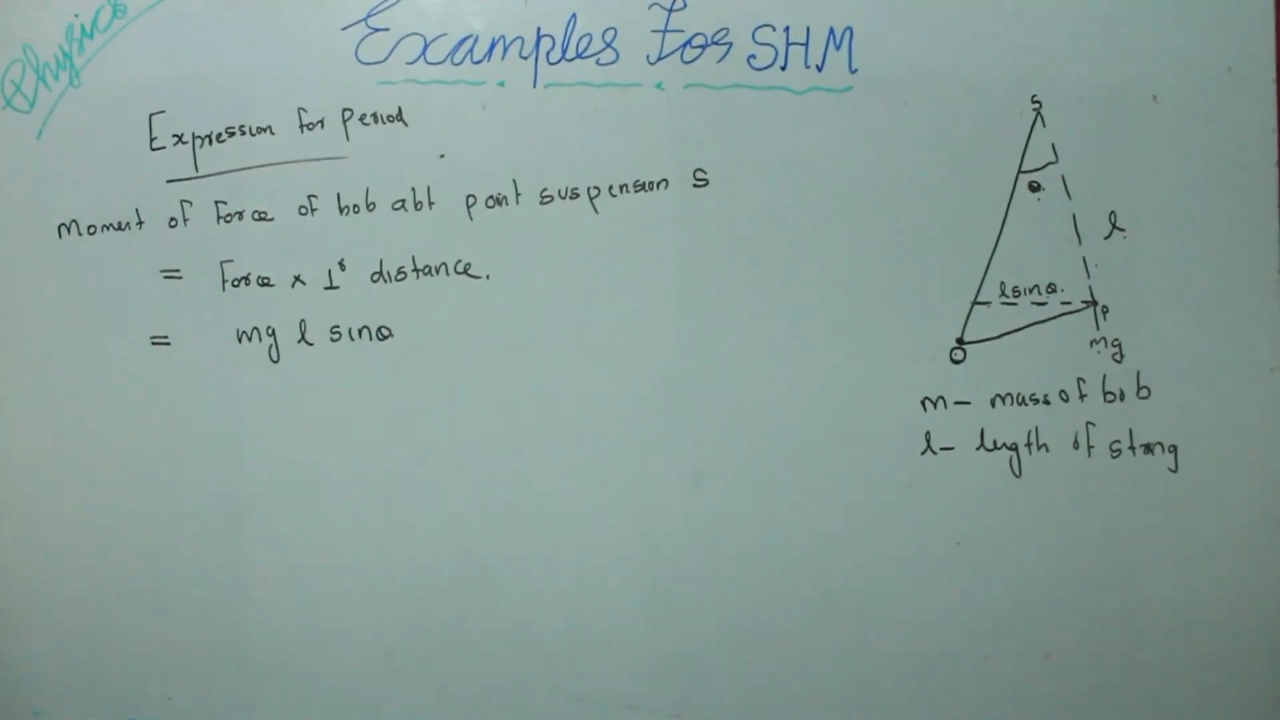 Physics
Examples For SHM
Expression for Period
Moment of Force of bob abt point suspension S
= Force × ⊥r distance.
= mg l sinθ
S
θ.
l.
lsinθ.
P
O
mg
m- mass of bob
l- length of string